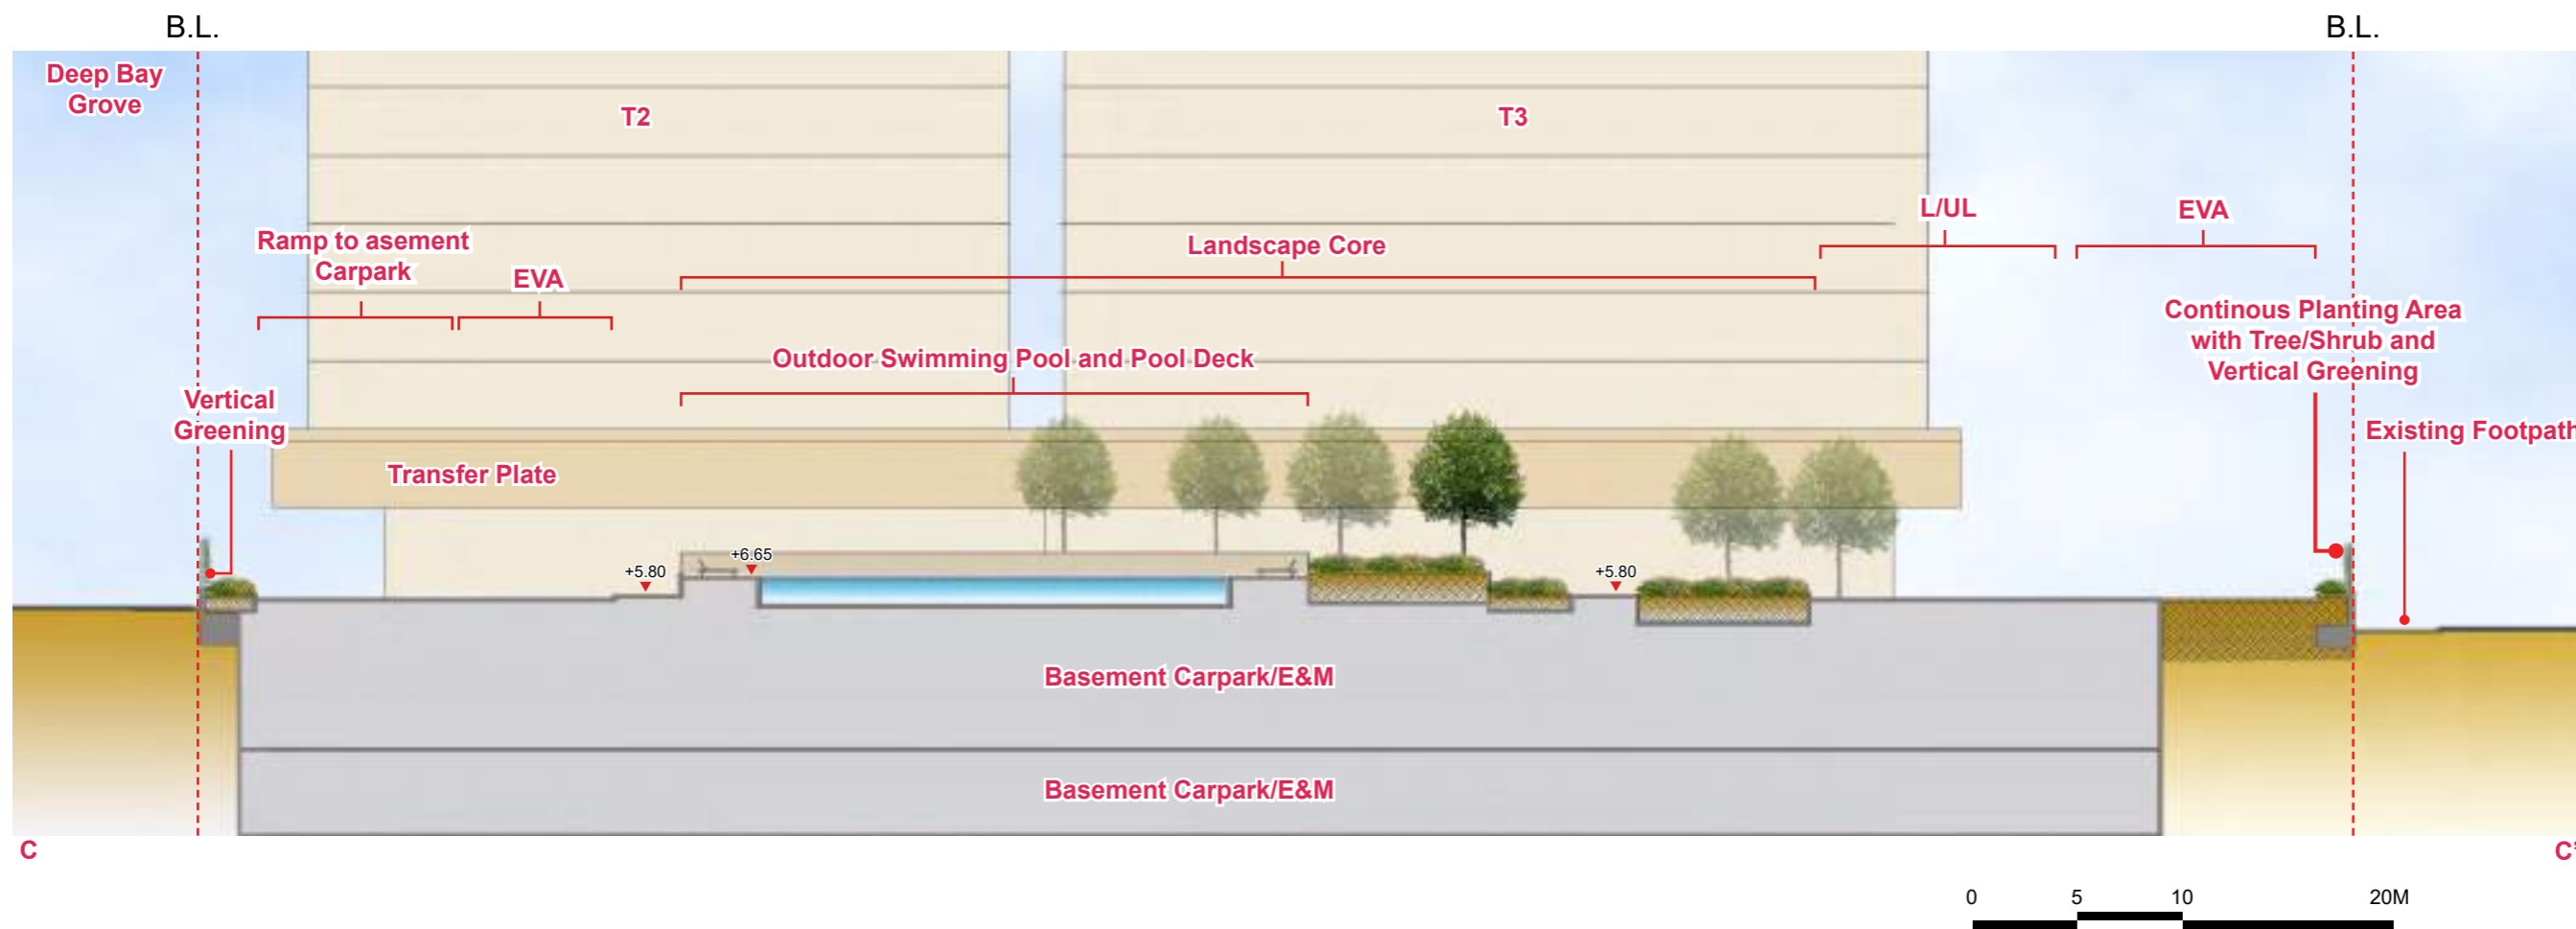 B.L.
B.L.
Deep Bay
Grove
T2
T3
L/UL
EVA
Ramp to asement
Carpark
EVA
Landscape Core
Continous Planting Area
with Tree/Shrub and
Vertical Greening
Outdoor Swimming Pool and Pool Deck
Vertical
Greening
Existing Footpath
Transfer Plate
+6.65
+5.80
+5.80
Basement Carpark/E&M
Basement Carpark/E&M
C
C'
0 5 10 20M